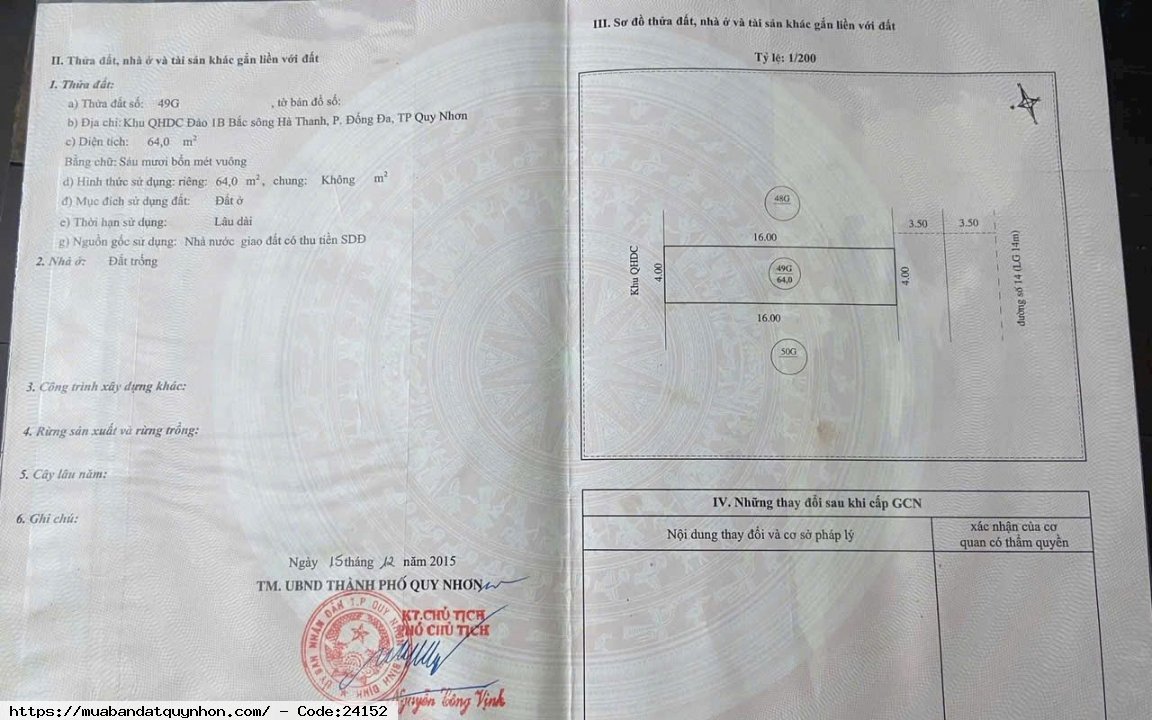 II. Thửa đất, nhà ở và tài sản khác gắn liền với đất
1. Thửa đất:
a) Thửa đất số: 49G , tờ bản đồ số:
b) Địa chỉ: Khu QHDC Đảo 1B Bắc sông Hà Thanh, P. Đống Đa, TP Quy Nhơn
c) Diện tích: 64,0 m²
Bằng chữ: Sáu mươi bốn mét vuông
d) Hình thức sử dụng: riêng: 64,0 m², chung: Không m²
đ) Mục đích sử dụng đất: Đất ở
e) Thời hạn sử dụng: Lâu dài
g) Nguồn gốc sử dụng: Nhà nước giao đất có thu tiền SDĐ
2. Nhà ở: Đất trống
3. Công trình xây dựng khác:
4. Rừng sản xuất và rừng trồng:
5. Cây lâu năm:
6. Ghi chú:
Ngày 15 tháng 12 năm 2015
TM. UBND THÀNH PHỐ QUY NHƠN
KT.CHỦ TỊCH
PHÓ CHỦ TỊCH
ỦY BAN NHÂN DÂN T.P QUY NHƠN
BÌNH ĐỊNH
Nguyễn Công Vịnh
III. Sơ đồ thửa đất, nhà ở và tài sản khác gắn liền với đất
Tỷ lệ: 1/200
48G
3.50 3.50
16.00
Khu QHDC
4.00
49G
64,0
4.00
đường số 14 (LG 14m)
16.00
50G
IV. Những thay đổi sau khi cấp GCN
Nội dung thay đổi và cơ sở pháp lý
xác nhận của cơ
quan có thẩm quyền
https://muabandatquynhon.com/ - Code:24152